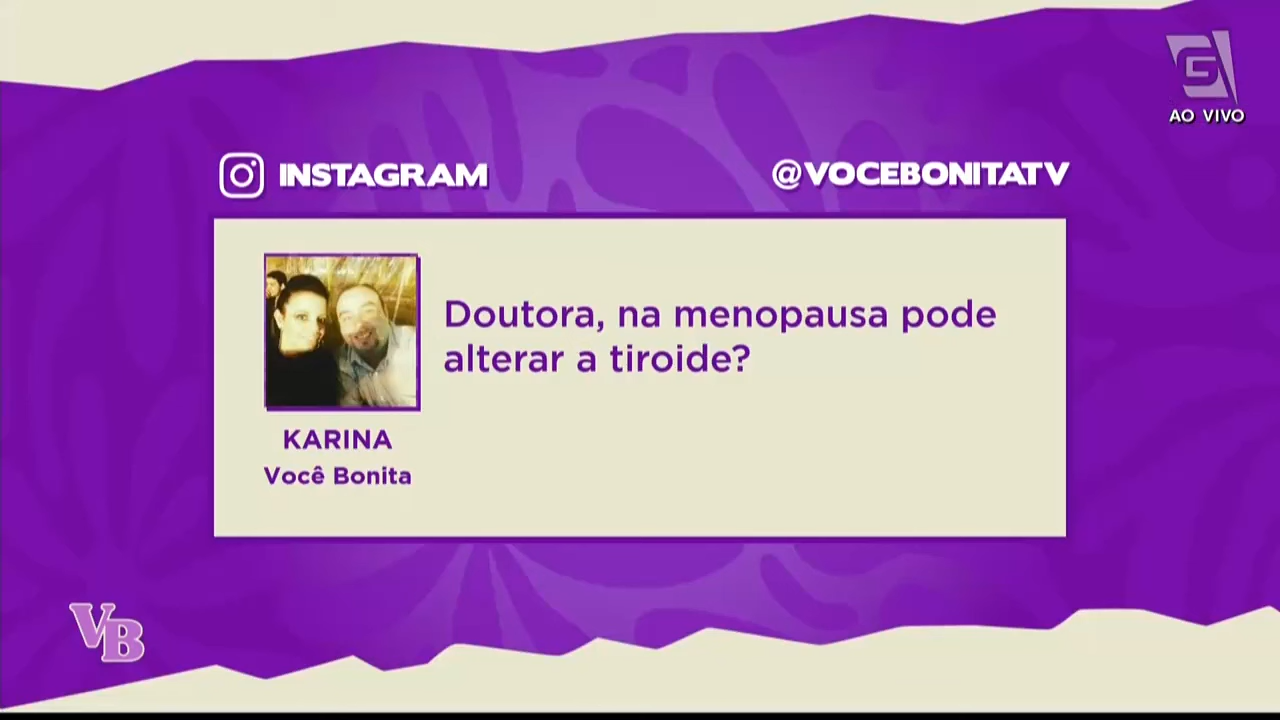 G
AO VIVO
INSTAGRAM
@VOCEBONITATV
Doutora, na menopausa pode
alterar a tiroide?
KARINA
Você Bonita
VB